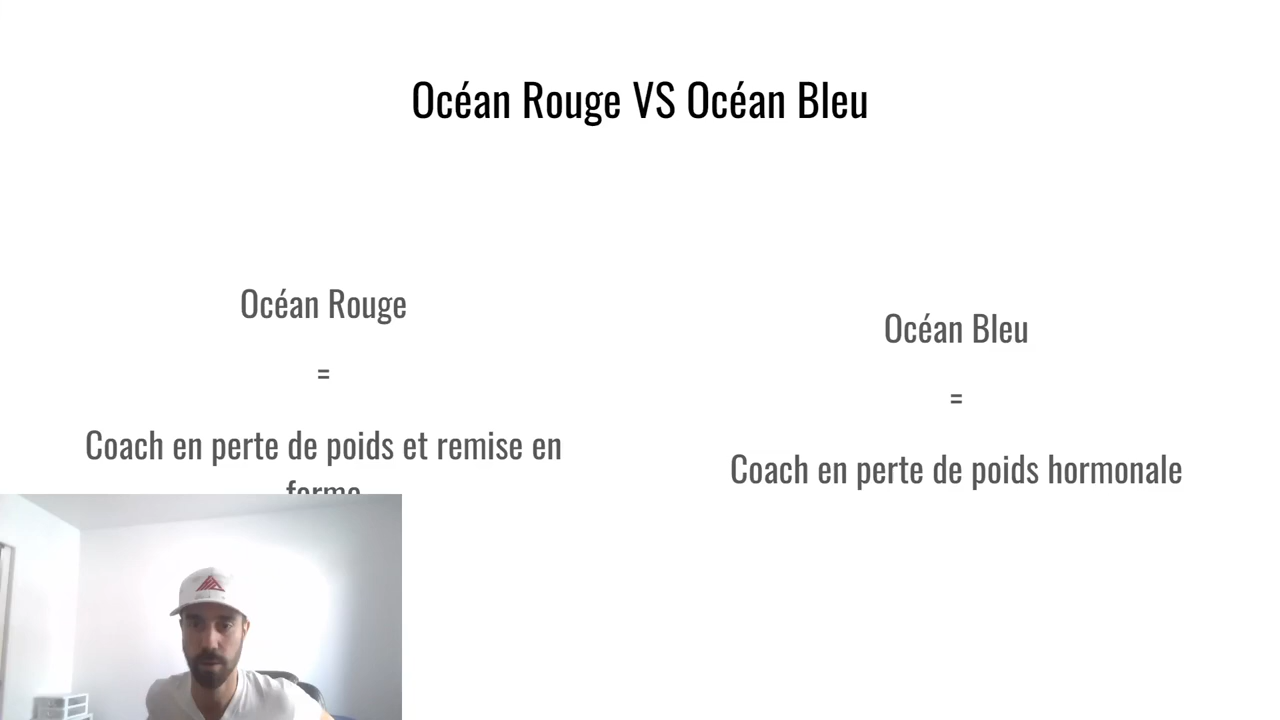 Océan Rouge VS Océan Bleu
Océan Rouge
=
Coach en perte de poids et remise en
forme
Océan Bleu
=
Coach en perte de poids hormonale